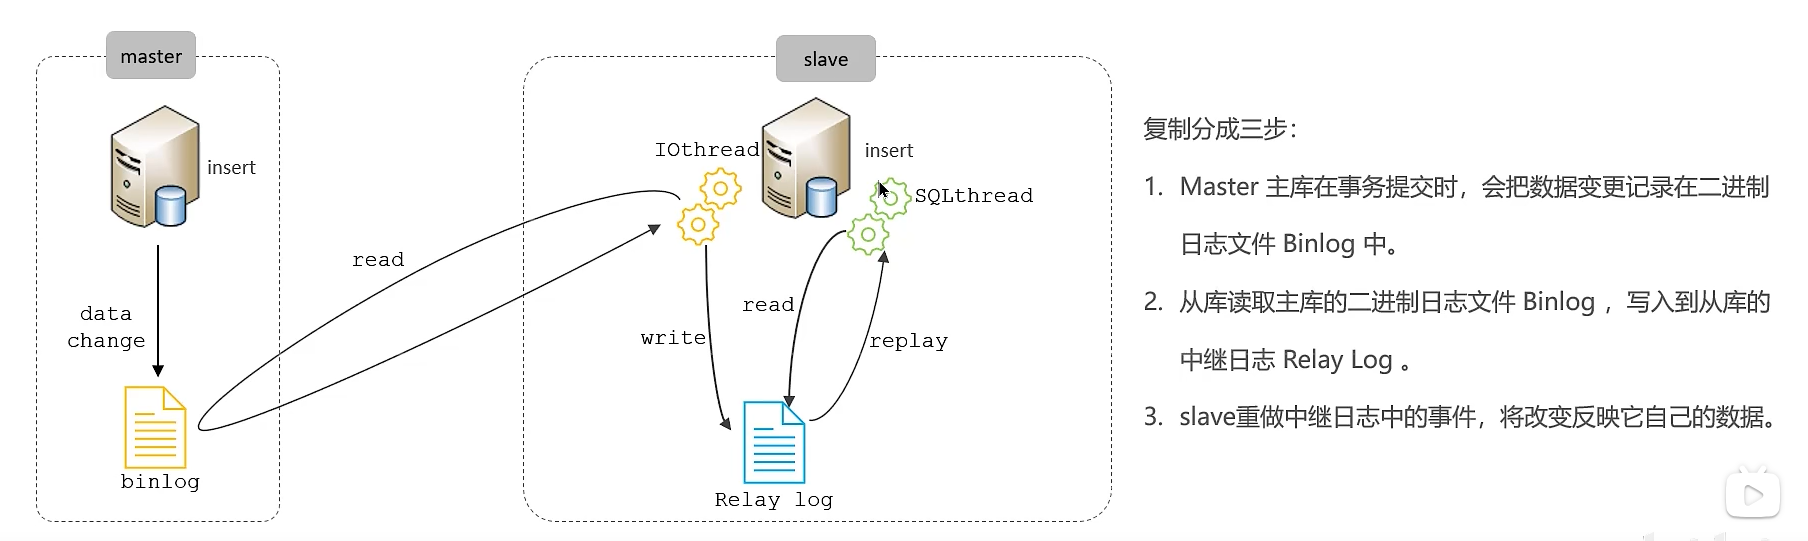 master
slave
insert
IOthread
insert
SQLthread
read
data
change
read
write
replay
binlog
Relay log
复制分成三步：
1. Master 主库在事务提交时，会把数据变更记录在二进制
日志文件 Binlog 中。
2. 从库读取主库的二进制日志文件 Binlog ，写入到从库的
中继日志 Relay Log 。
3. slave重做中继日志中的事件，将改变反映它自己的数据。